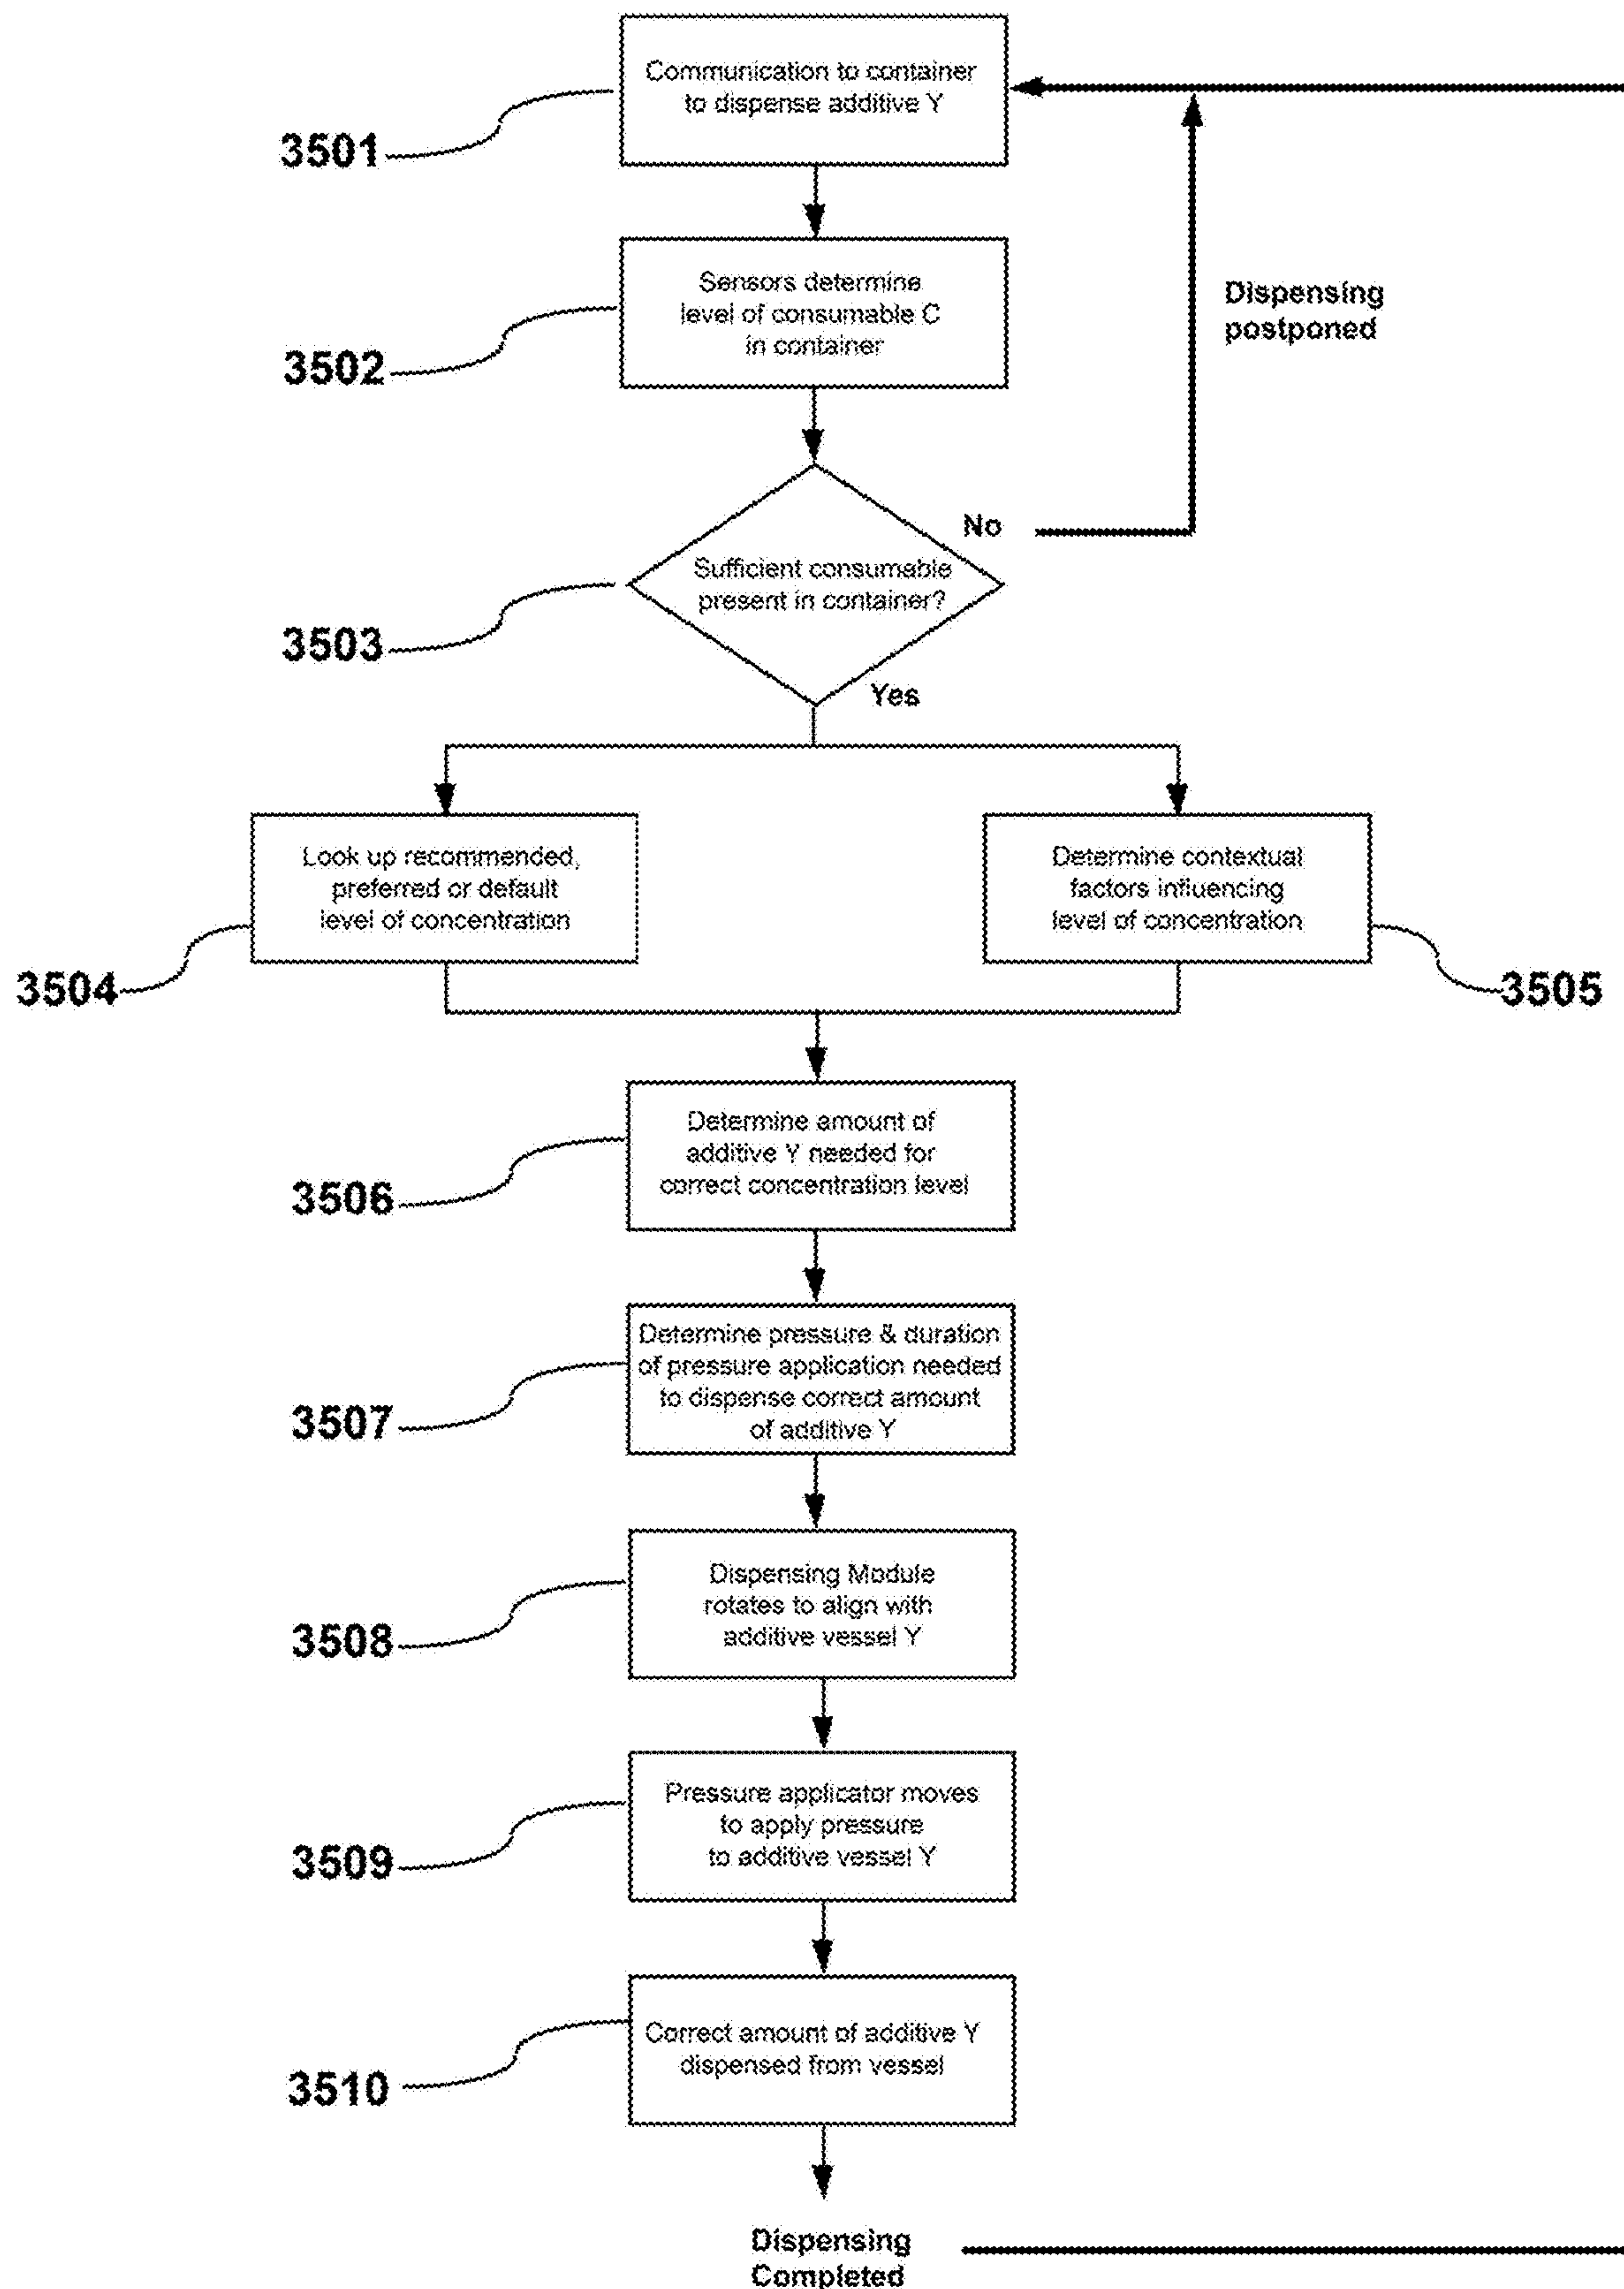 Communication to container
to dispense additive Y
3501
Sensors determine
level of consumable C
in container
3502
Dispensing
postponed
No
Sufficient consumable
present in container?
3503
Yes
Look up recommended,
preferred or default
level of concentration
3504
Determine contextual
factors influencing
level of concentration
3505
Determine amount of
additive Y needed for
correct concentration level
3506
Determine pressure & duration
of pressure application needed
to dispense correct amount
of additive Y
3507
Dispensing Module
rotates to align with
additive vessel Y
3508
Pressure applicator moves
to apply pressure
to additive vessel Y
3509
Correct amount of additive Y
dispensed from vessel
3510
Dispensing
Completed